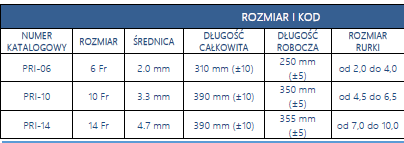 ROZMIAR I KOD
NUMER KATALOGOWY ROZMIAR ŚREDNICA DŁUGOŚĆ CAŁKOWITA DŁUGOŚĆ ROBOCZA ROZMIAR RURKI
PRI-06 6 Fr 2.0 mm 310 mm (±10) 250 mm (±5) od 2,0 do 4,0
PRI-10 10 Fr 3.3 mm 390 mm (±10) 350 mm (±5) od 4,5 do 6,5
PRI-14 14 Fr 4.7 mm 390 mm (±10) 355 mm (±5) od 7,0 do 10,0